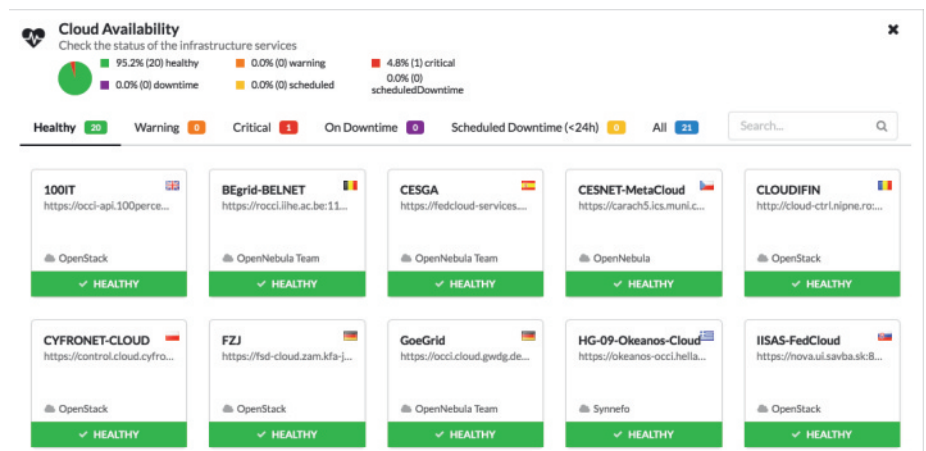 Cloud Availability
Check the status of the infrastructure services
95.2% (20) healthy 0.0% (0) warning 4.8% (1) critical
0.0% (0) downtime 0.0% (0) scheduled 0.0% (0) scheduledDowntime
Healthy 20 Warning 0 Critical 1 On Downtime 0 Scheduled Downtime (<24h) 0 All 21 Search...
100IT BEgrid-BELNET CESGA CESNET-MetaCloud CLOUDIFIN
https://occi-api.100perce... https://rocci.iihe.ac.be:11... https://fedcloud-services.... https://carach5.ics.muni.c... http://cloud-ctrl.nipne.ro:...
OpenStack OpenNebula Team OpenNebula Team OpenNebula OpenStack
✓ HEALTHY ✓ HEALTHY ✓ HEALTHY ✓ HEALTHY ✓ HEALTHY
CYFRONET-CLOUD FZJ GoeGrid HG-09-Okeanos-Cloud IISAS-FedCloud
https://control.cloud.cyfro... https://fsd-cloud.zam.kfa-j... https://occi.cloud.gwdg.de... https://okeanos-occi.hella... https://nova.ui.savba.sk:8...
OpenStack OpenStack OpenNebula Team Synnefo OpenStack
✓ HEALTHY ✓ HEALTHY ✓ HEALTHY ✓ HEALTHY ✓ HEALTHY